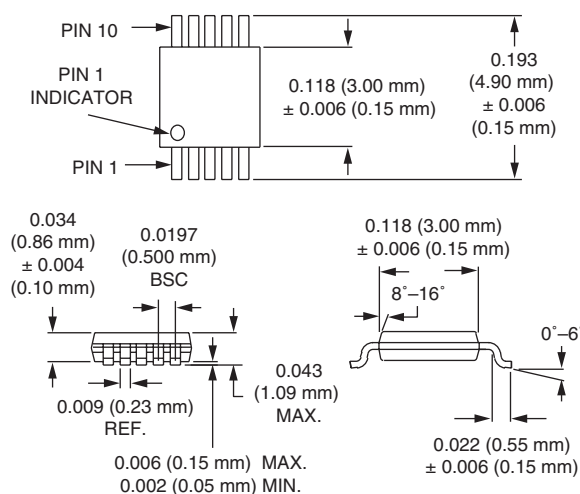 PIN 10
PIN 1
INDICATOR
PIN 1
0.118 (3.00 mm)
± 0.006 (0.15 mm)
0.193
(4.90 mm)
± 0.006
(0.15 mm)
0.034
(0.86 mm)
± 0.004
(0.10 mm)
0.0197
(0.500 mm)
BSC
0.043
(1.09 mm)
MAX.
0.009 (0.23 mm)
REF.
0.006 (0.15 mm) MAX.
0.002 (0.05 mm) MIN.
0.118 (3.00 mm)
± 0.006 (0.15 mm)
8°–16°
0°–6°
0.022 (0.55 mm)
± 0.006 (0.15 mm)